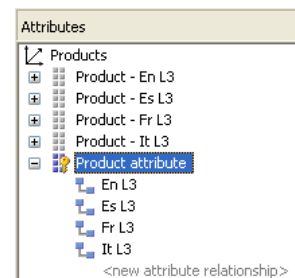 Attributes
Products
Product - En L3
Product - Es L3
Product - Fr L3
Product - It L3
Product attribute
En L3
Es L3
Fr L3
It L3
<new attribute relationship>